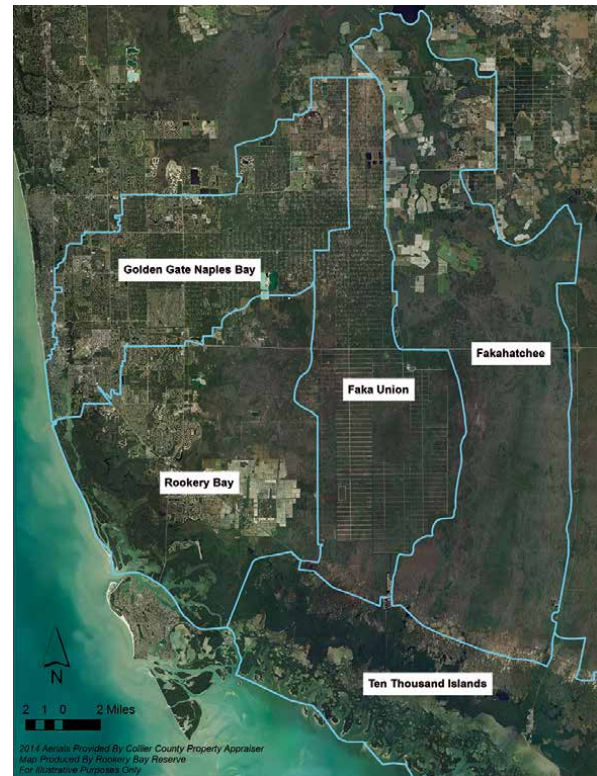 Golden Gate Naples Bay
Fakahatchee
Faka Union
Rookery Bay
Ten Thousand Islands
N
2 1 0 2 Miles
2014 Aerials Provided By Collier County Property Appraiser
Map Produced By Rookery Bay Reserve
For Illustrative Purposes Only